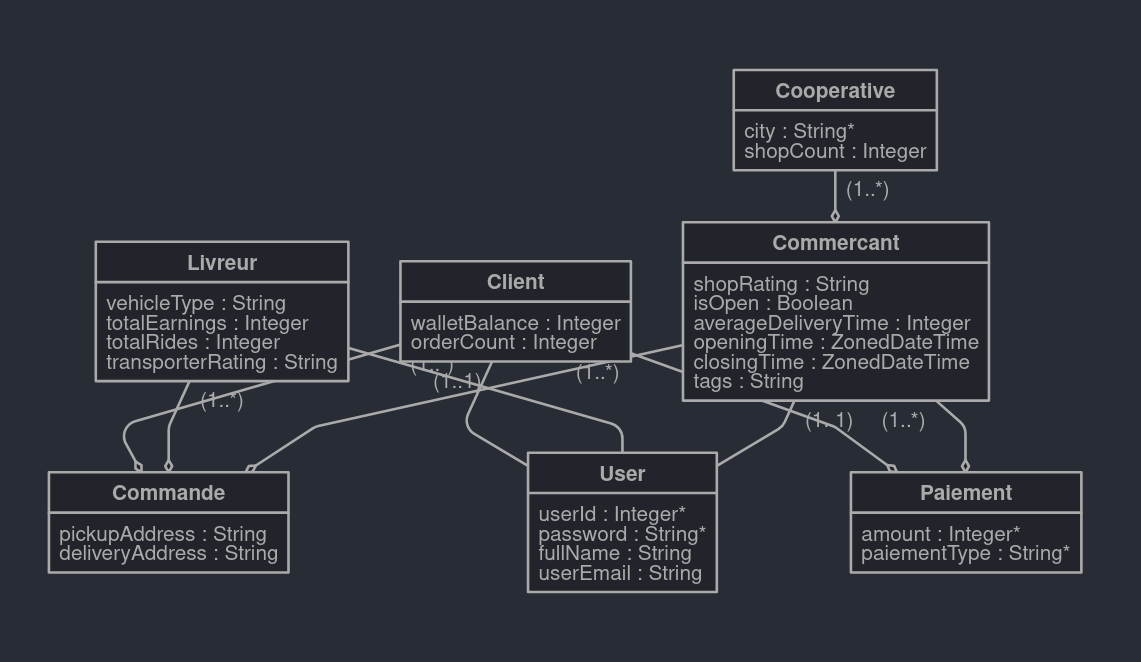 Cooperative
city : String*
shopCount : Integer
(1..*)
Commercant
shopRating : String
isOpen : Boolean
averageDeliveryTime : Integer
openingTime : ZonedDateTime
closingTime : ZonedDateTime
tags : String
Livreur
vehicleType : String
totalEarnings : Integer
totalRides : Integer
transporterRating : String
Client
walletBalance : Integer
orderCount : Integer
(1..1)
(1..*)
(1..*)
(1..1)
(1..*)
Commande
pickupAddress : String
deliveryAddress : String
User
userId : Integer*
password : String*
fullName : String
userEmail : String
Paiement
amount : Integer*
paiementType : String*